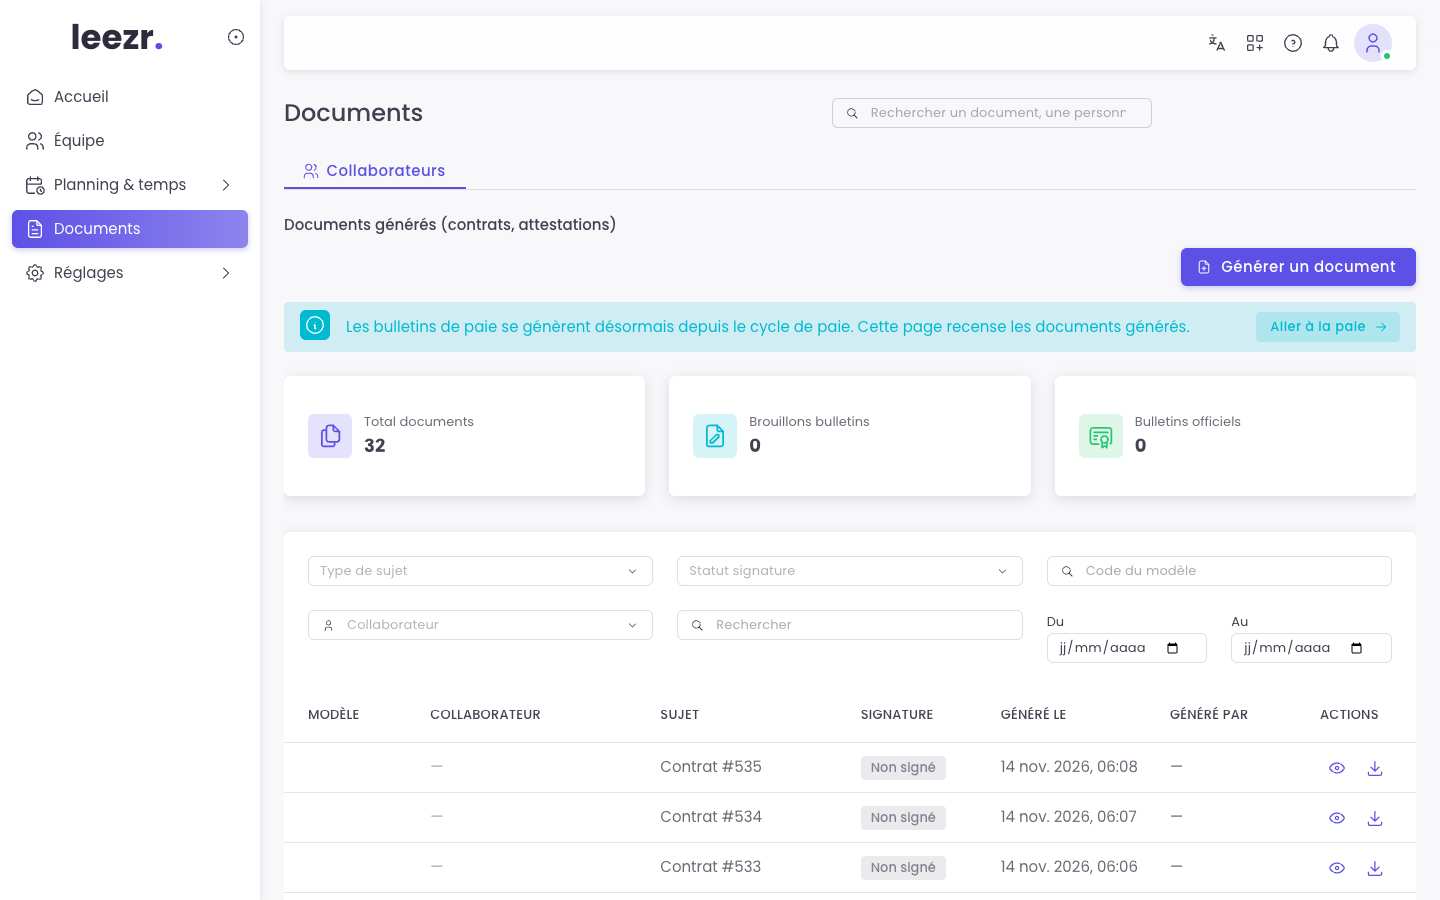 leezr.
Accueil
Équipe
Planning & temps
Documents
Réglages
Documents
Rechercher un document, une personn
Collaborateurs
Documents générés (contrats, attestations)
Générer un document
Les bulletins de paie se génèrent désormais depuis le cycle de paie. Cette page recense les documents générés.
Aller à la paie
Total documents
32
Brouillons bulletins
0
Bulletins officiels
0
Type de sujet
Statut signature
Code du modèle
Collaborateur
Rechercher
Du
jj/mm/aaaa
Au
jj/mm/aaaa
MODÈLE COLLABORATEUR SUJET SIGNATURE GÉNÉRÉ LE GÉNÉRÉ PAR ACTIONS
— Contrat #535 Non signé 14 nov. 2026, 06:08 —
— Contrat #534 Non signé 14 nov. 2026, 06:07 —
— Contrat #533 Non signé 14 nov. 2026, 06:06 —